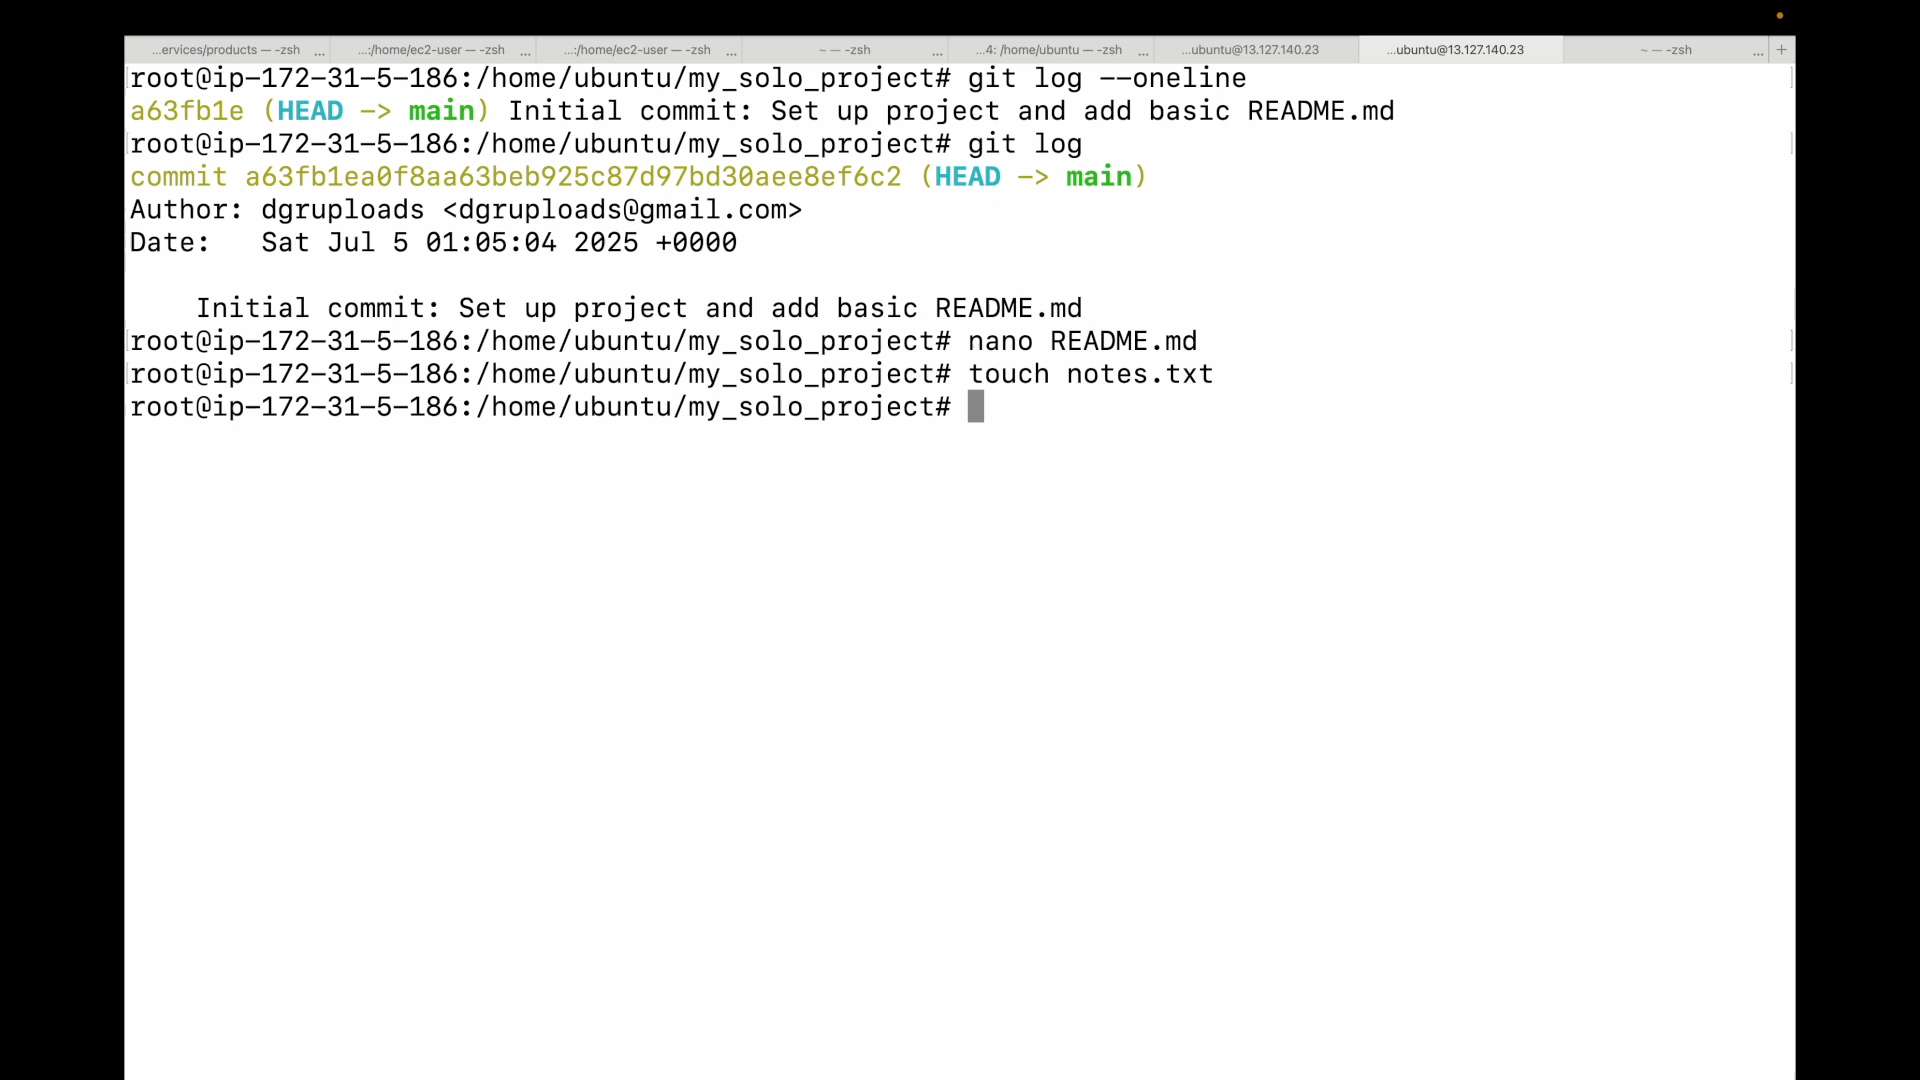 ...ervices/products — -zsh ... ...:/home/ec2-user — -zsh ... ...:/home/ec2-user — -zsh ... ~ — -zsh ... ...4: /home/ubuntu — -zsh ... ...ubuntu@13.127.140.23 ...ubuntu@13.127.140.23 ~ — -zsh ... +
root@ip-172-31-5-186:/home/ubuntu/my_solo_project# git log --oneline
a63fb1e (HEAD -> main) Initial commit: Set up project and add basic README.md
root@ip-172-31-5-186:/home/ubuntu/my_solo_project# git log
commit a63fb1ea0f8aa63beb925c87d97bd30aee8ef6c2 (HEAD -> main)
Author: dgruploads <dgruploads@gmail.com>
Date:   Sat Jul 5 01:05:04 2025 +0000
    Initial commit: Set up project and add basic README.md
root@ip-172-31-5-186:/home/ubuntu/my_solo_project# nano README.md
root@ip-172-31-5-186:/home/ubuntu/my_solo_project# touch notes.txt
root@ip-172-31-5-186:/home/ubuntu/my_solo_project#